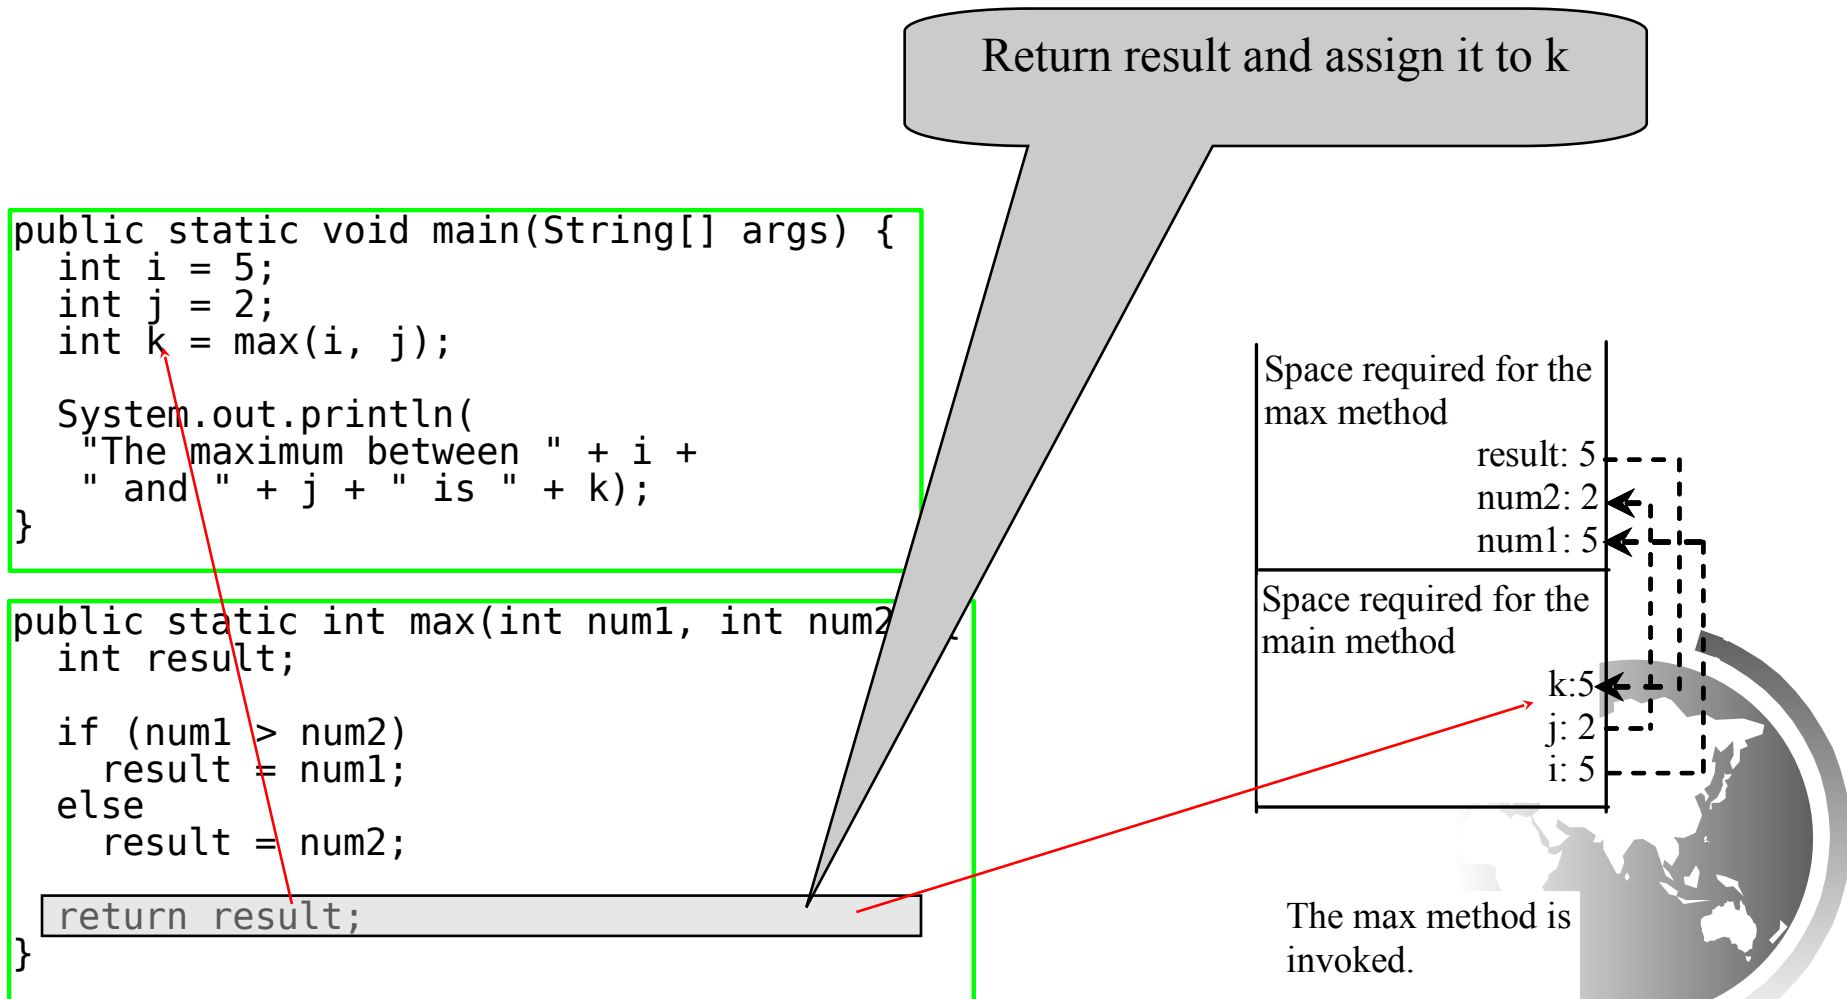 Return result and assign it to k
public static void main(String[] args) {
  int i = 5;
  int j = 2;
  int k = max(i, j);
  System.out.println(
   "The maximum between " + i +
   " and " + j + " is " + k);
}
public static int max(int num1, int num2 {
  int result;
  if (num1 > num2)
    result = num1;
  else
    result = num2;
  return result;
}
Space required for the
max method
result: 5
num2: 2
num1: 5
Space required for the
main method
k:5
j: 2
i: 5
The max method is
invoked.